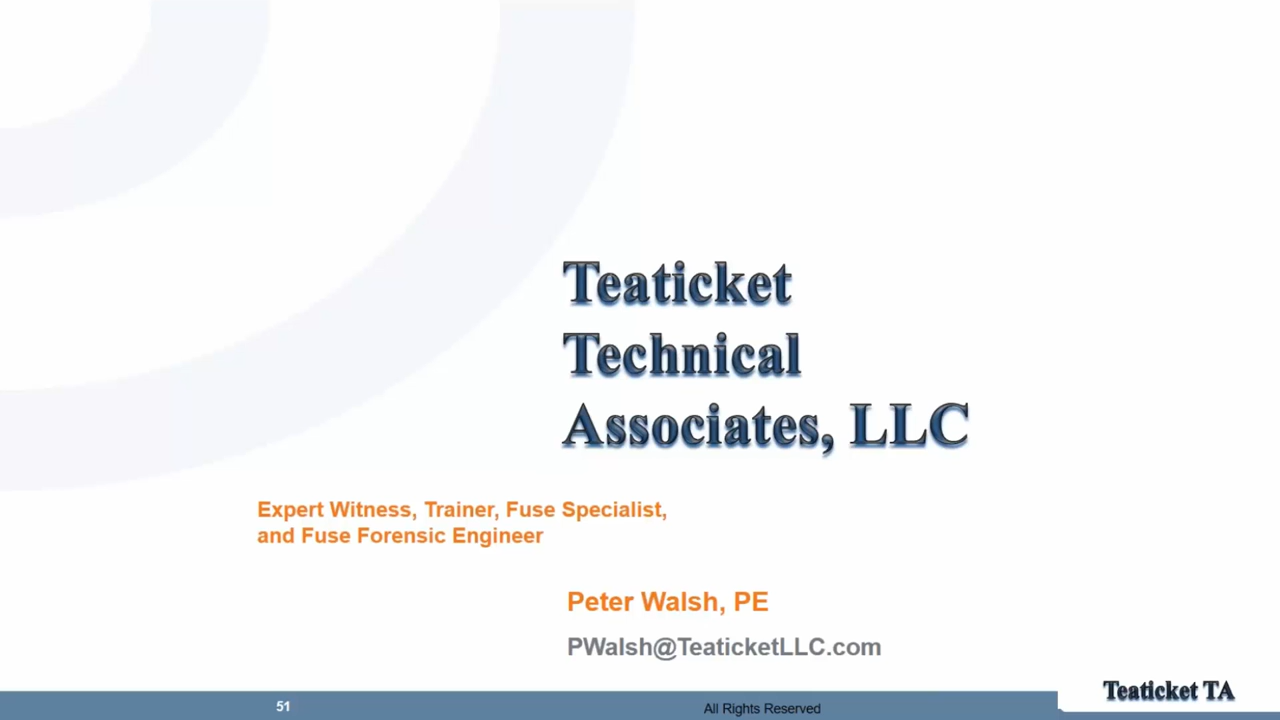 Teaticket
Technical
Associates, LLC
Expert Witness, Trainer, Fuse Specialist,
and Fuse Forensic Engineer
Peter Walsh, PE
PWalsh@TeaticketLLC.com
51
All Rights Reserved
Teaticket TA